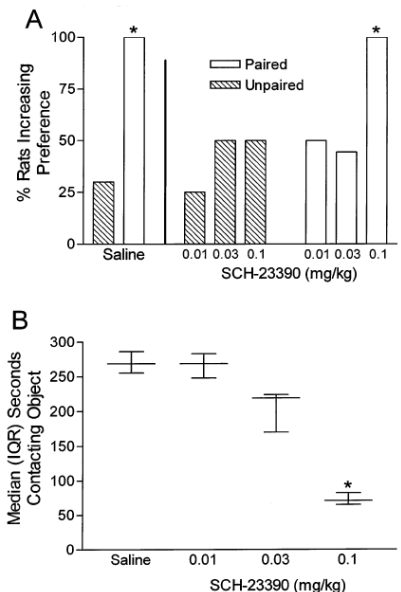 A
% Rats Increasing
Preference
100
75
50
25
0
*
*
Paired
Unpaired
Saline
0.01 0.03 0.1
0.01 0.03 0.1
SCH-23390 (mg/kg)
B
Median (IQR) Seconds
Contacting Object
300
250
200
150
100
50
0
*
Saline 0.01 0.03 0.1
SCH-23390 (mg/kg)